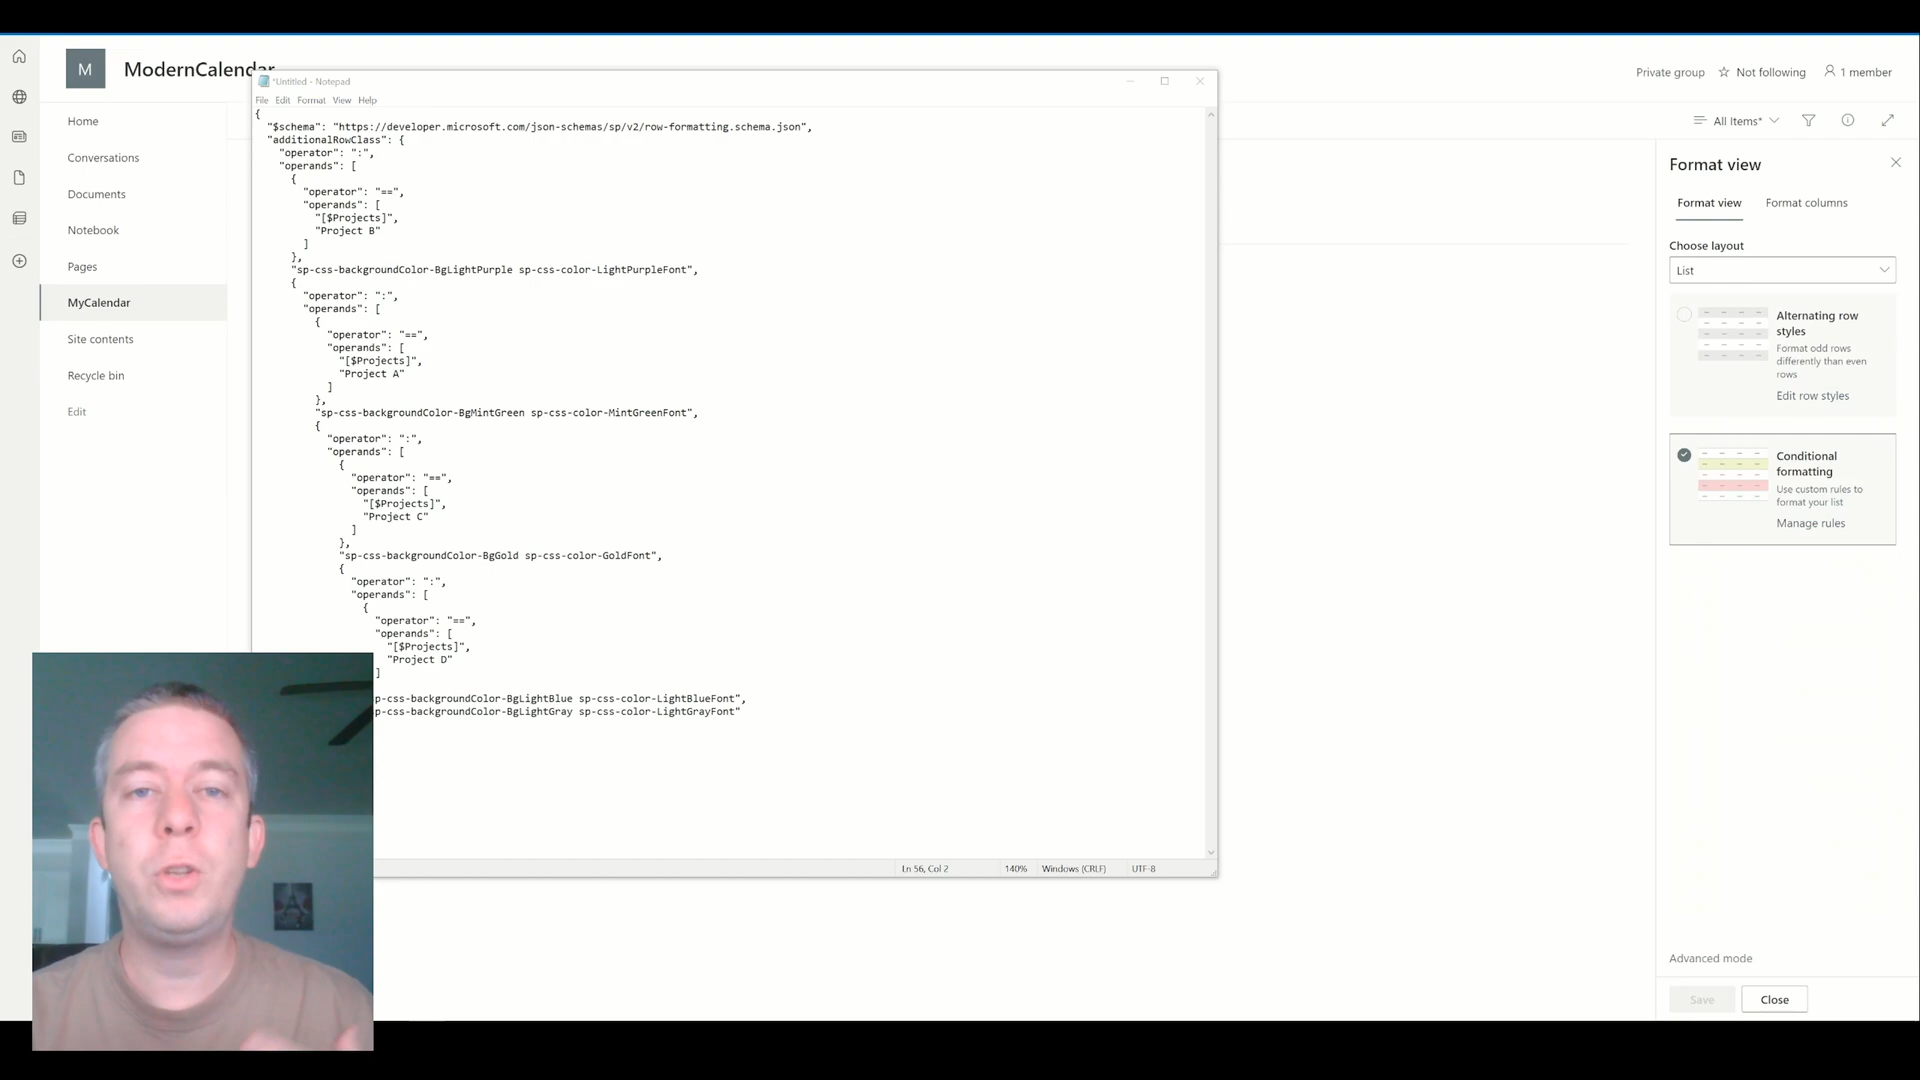 M
ModernCalendar
Private group
Not following
1 member
Home
Conversations
Documents
Notebook
Pages
MyCalendar
Site contents
Recycle bin
Edit
*Untitled - Notepad
File Edit Format View Help
{
"$schema": "https://developer.microsoft.com/json-schemas/sp/v2/row-formatting.schema.json",
"additionalRowClass": {
"operator": ":",
"operands": [
{
"operator": "==",
"operands": [
"[$Projects]",
"Project B"
]
},
"sp-css-backgroundColor-BgLightPurple sp-css-color-LightPurpleFont",
{
"operator": ":",
"operands": [
{
"operator": "==",
"operands": [
"[$Projects]",
"Project A"
]
},
"sp-css-backgroundColor-BgMintGreen sp-css-color-MintGreenFont",
{
"operator": ":",
"operands": [
{
"operator": "==",
"operands": [
"[$Projects]",
"Project C"
]
},
"sp-css-backgroundColor-BgGold sp-css-color-GoldFont",
{
"operator": ":",
"operands": [
{
"operator": "==",
"operands": [
"[$Projects]",
"Project D"
]
p-css-backgroundColor-BgLightBlue sp-css-color-LightBlueFont",
p-css-backgroundColor-BgLightGray sp-css-color-LightGrayFont"
Ln 56, Col 2
140%
Windows (CRLF)
UTF-8
All Items*
Format view
Format view
Format columns
Choose layout
List
Alternating row
styles
Format odd rows
differently than even
rows
Edit row styles
Conditional
formatting
Use custom rules to
format your list
Manage rules
Advanced mode
Save
Close